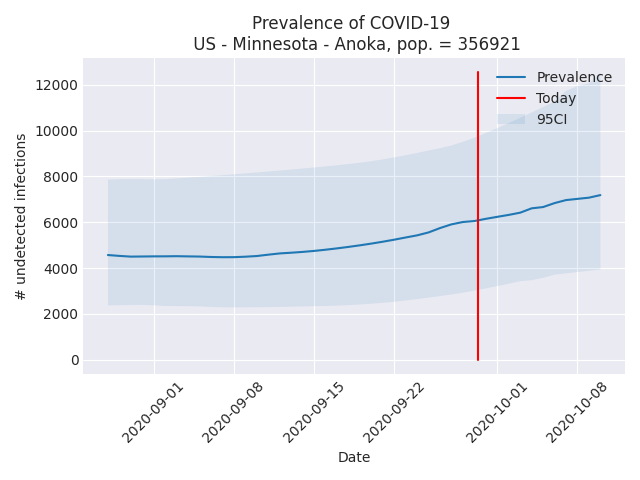 Prevalence of COVID-19
US - Minnesota - Anoka, pop. = 356921
Prevalence
Today
95CI
# undetected infections
12000
10000
8000
6000
4000
2000
0
2020-09-01
2020-09-08
2020-09-15
2020-09-22
2020-10-01
2020-10-08
Date